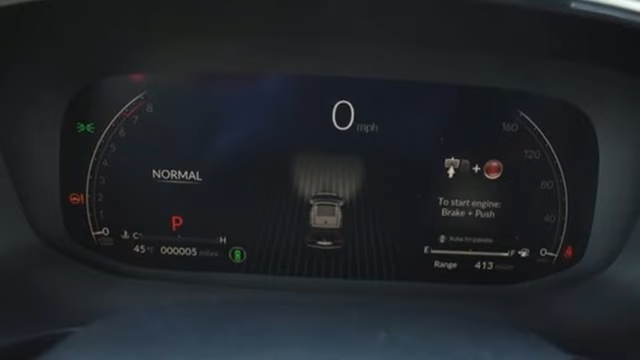 0 mph
8
7
6
5
4
3
2
1
0
NORMAL
P
C H
45°F 000005 miles
160
120
80
40
0
+
To start engine:
Brake + Push
E F
Range 413